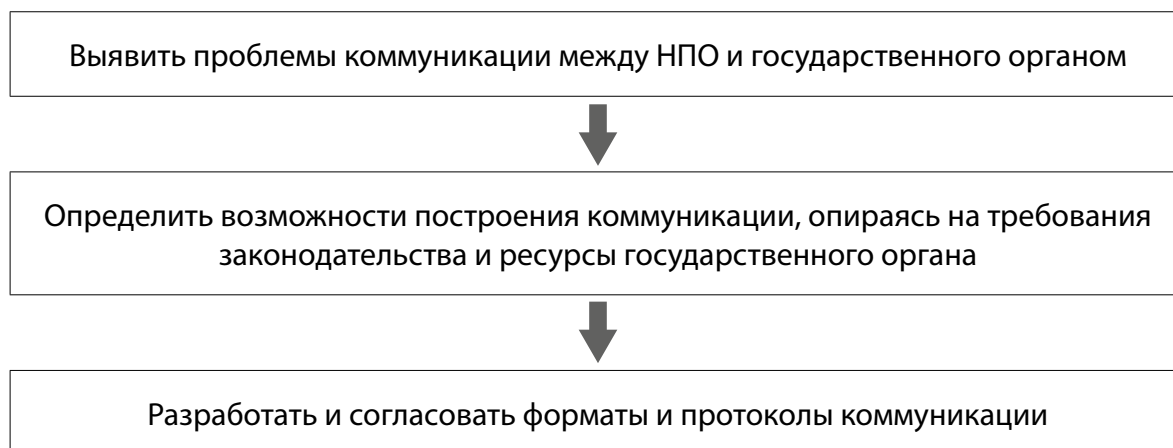 Выявить проблемы коммуникации между НПО и государственного органом
Определить возможности построения коммуникации, опираясь на требования
законодательства и ресурсы государственного органа
Разработать и согласовать форматы и протоколы коммуникации